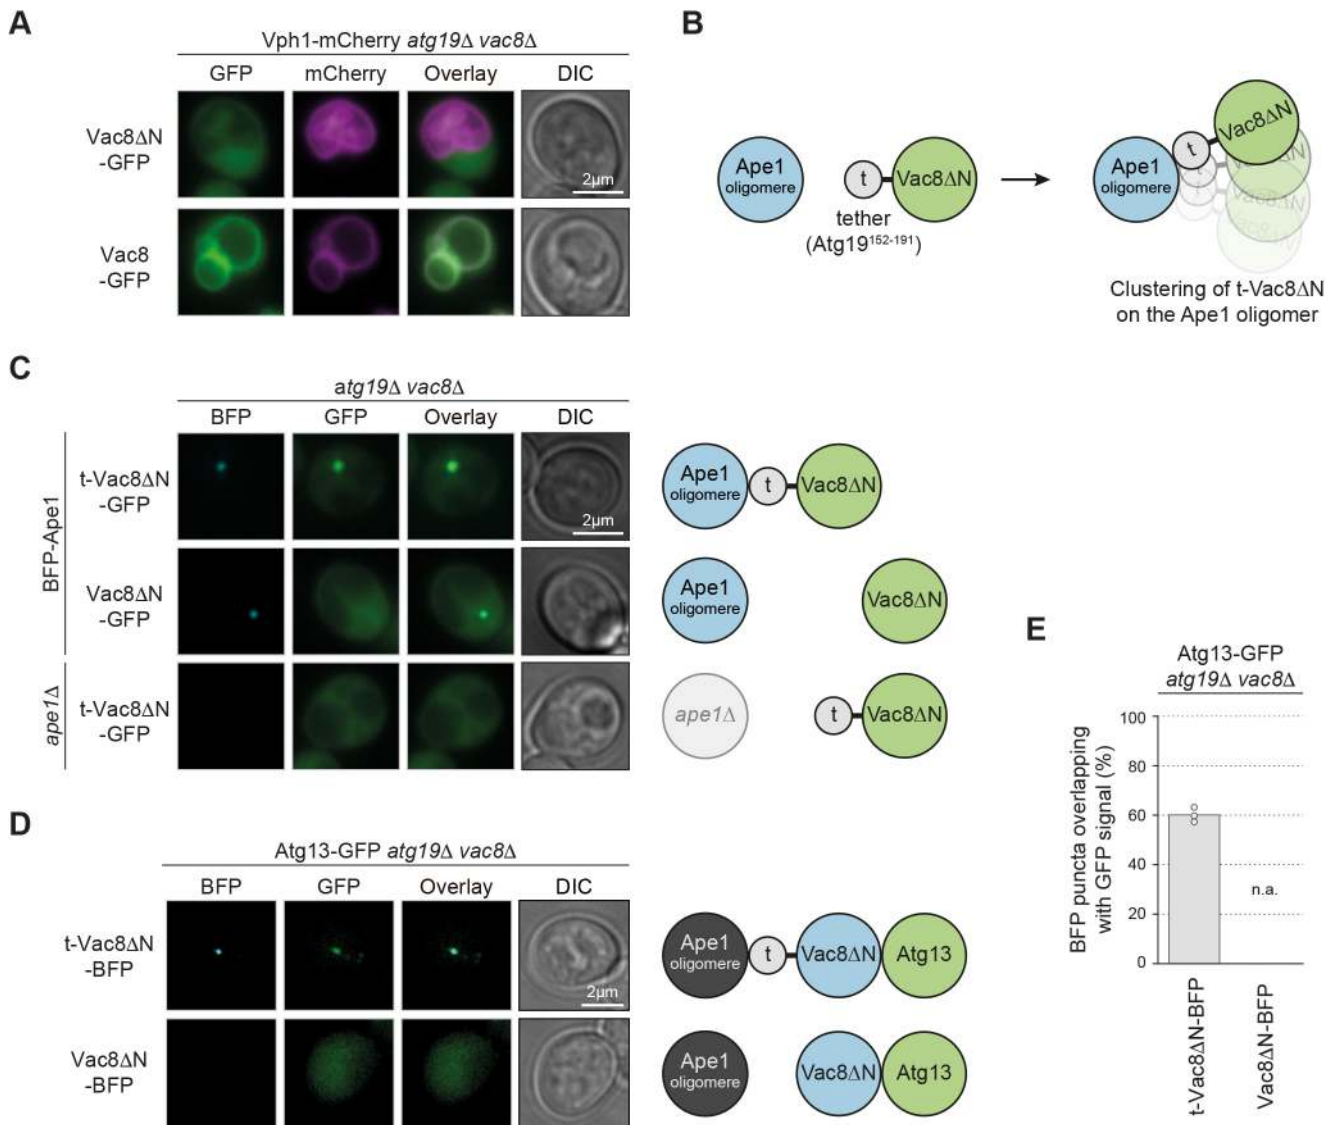 A
Vph1-mCherry atg19Δ vac8Δ
GFP mCherry Overlay DIC
Vac8ΔN
-GFP
2μm
Vac8
-GFP
B
Ape1
oligomere
t
Vac8ΔN
tether
(Atg19152-191)
Ape1
oligomere
t
Vac8ΔN
Vac8ΔN
Vac8ΔN
Clustering of t-Vac8ΔN
on the Ape1 oligomer
C
atg19Δ vac8Δ
BFP GFP Overlay DIC
BFP-Ape1
t-Vac8ΔN
-GFP
2μm
Ape1
oligomere
t
Vac8ΔN
Vac8ΔN
-GFP
Ape1
oligomere
Vac8ΔN
ape1Δ
t-Vac8ΔN
-GFP
ape1Δ
t
Vac8ΔN
D
Atg13-GFP atg19Δ vac8Δ
BFP GFP Overlay DIC
t-Vac8ΔN
-BFP
2μm
Ape1
oligomere
t
Vac8ΔN
Atg13
Vac8ΔN
-BFP
Ape1
oligomere
Vac8ΔN
Atg13
E
Atg13-GFP
atg19Δ vac8Δ
BFP puncta overlapping
with GFP signal (%)
100
80
60
40
20
0
n.a.
t-Vac8ΔN-BFP
Vac8ΔN-BFP